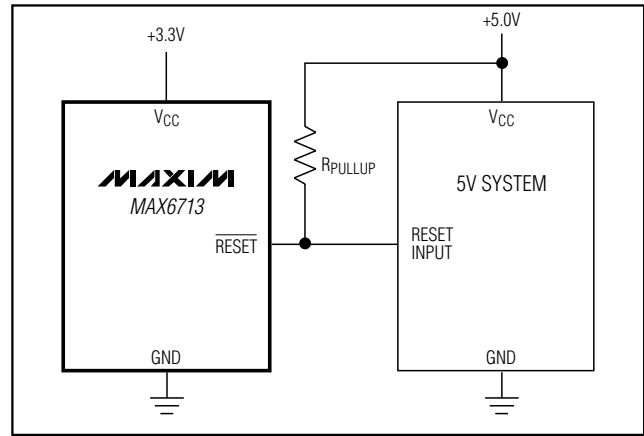 +3.3V
+5.0V
VCC
VCC
RPULLUP
MAXIM
MAX6713
5V SYSTEM
RESET
RESET
INPUT
GND
GND